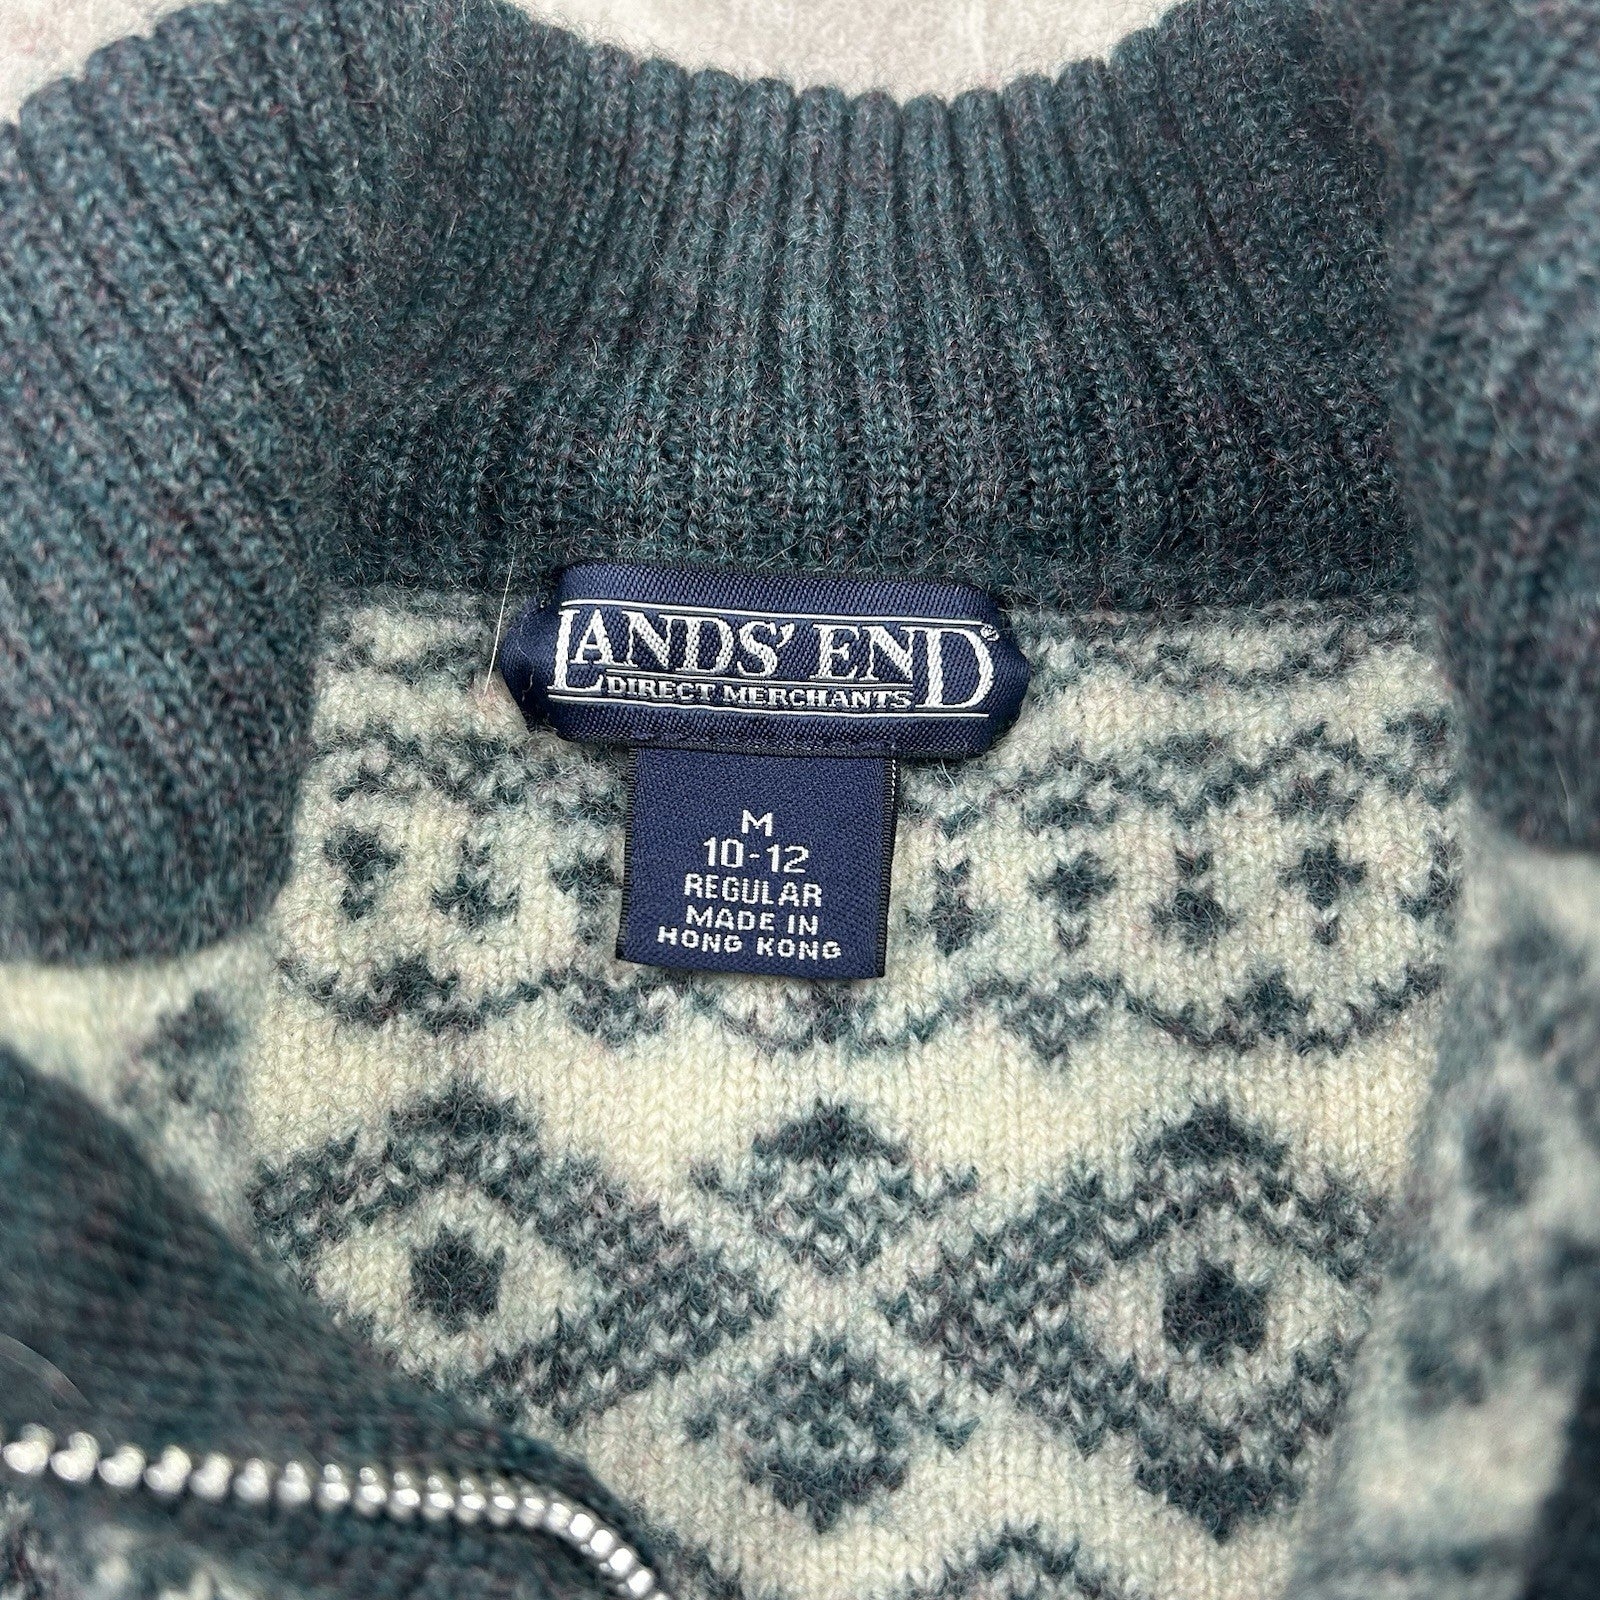 LANDS' END®
DIRECT MERCHANTS
M
10-12
REGULAR
MADE IN
HONG KONG